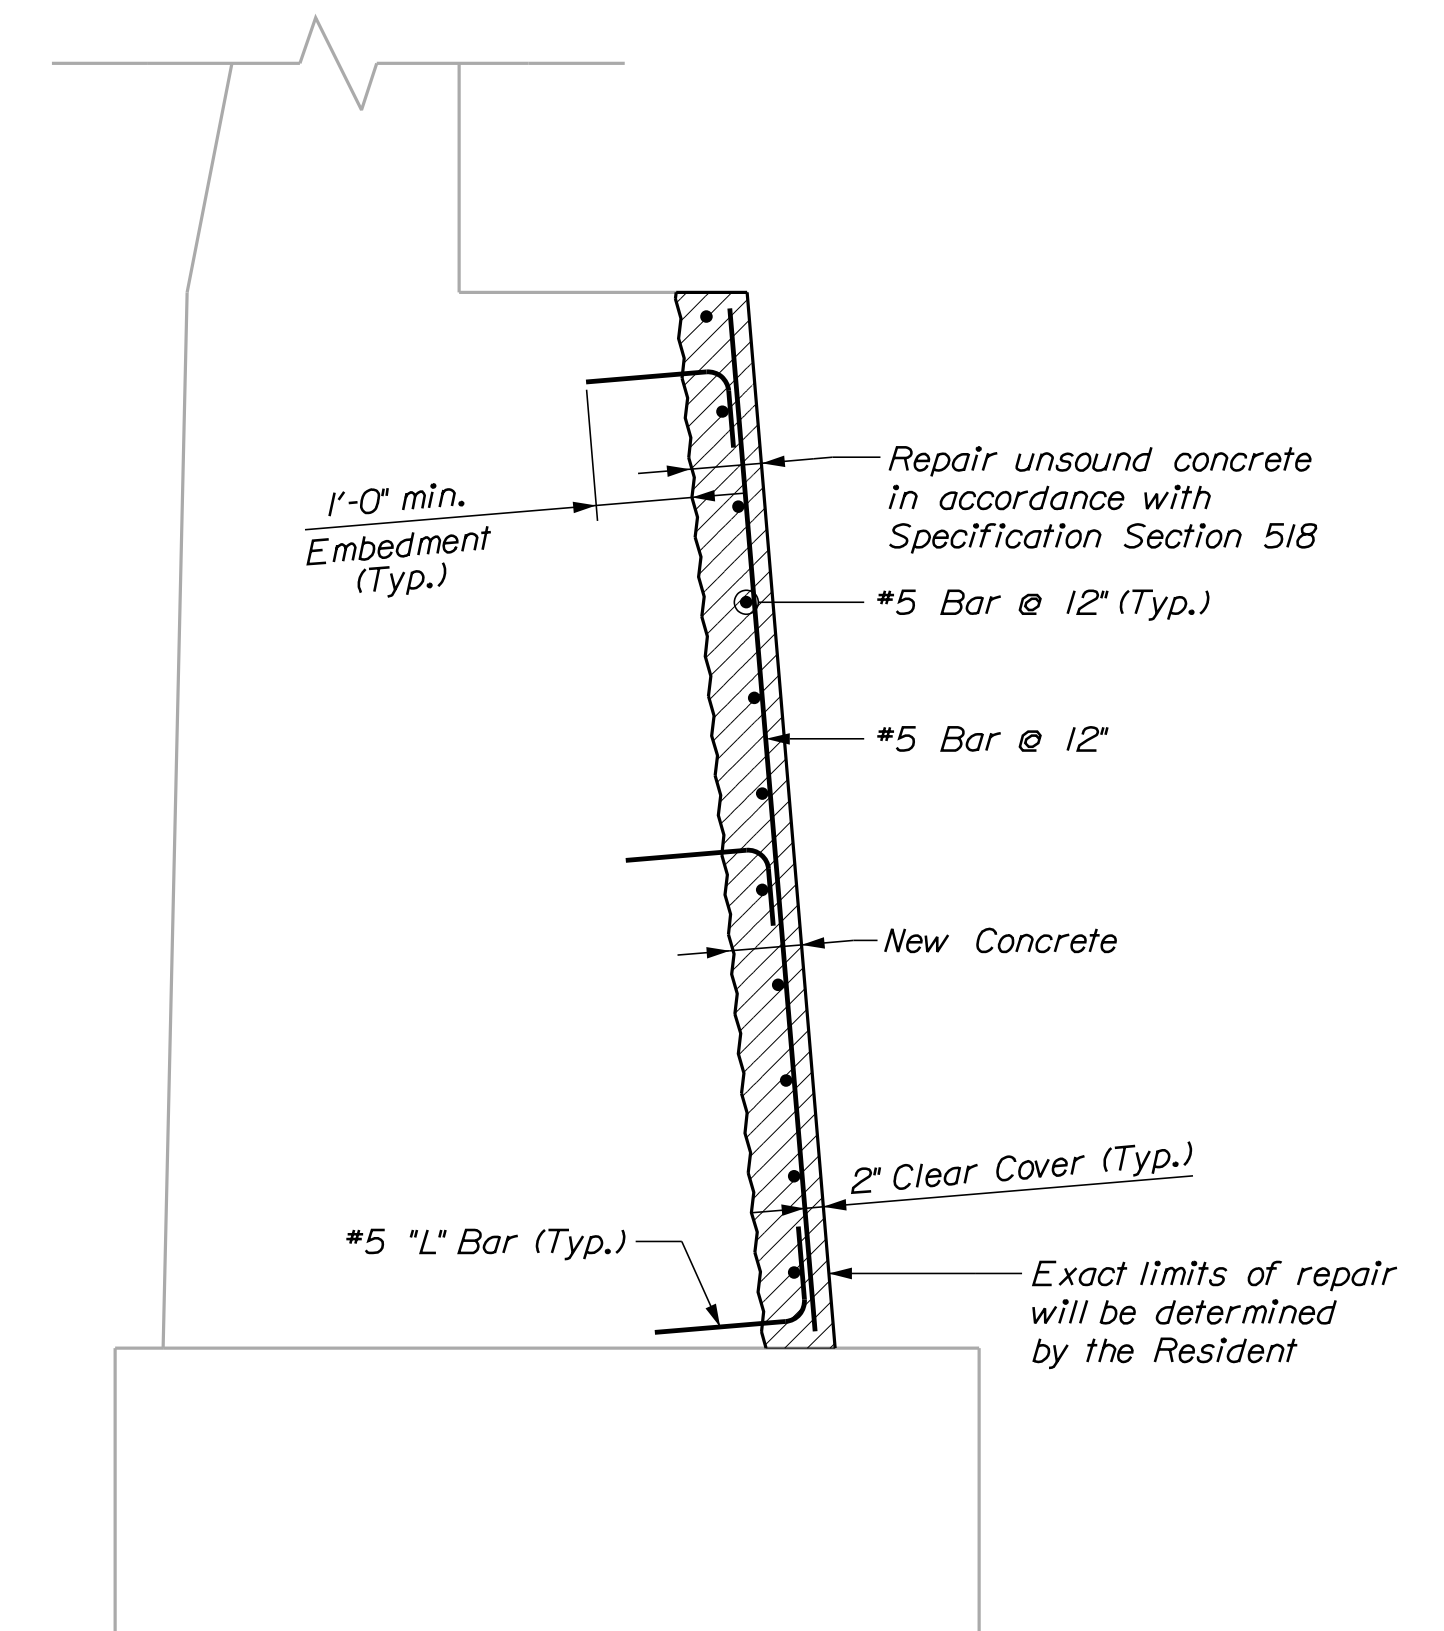 Repair unsound concrete
in accordance with
Specification Section 518
1'-0" min.
Embedment
(Typ.)
#5 Bar @ 12" (Typ.)
#5 Bar @ 12"
New Concrete
2" Clear Cover (Typ.)
#5 "L" Bar (Typ.)
Exact limits of repair
will be determined
by the Resident